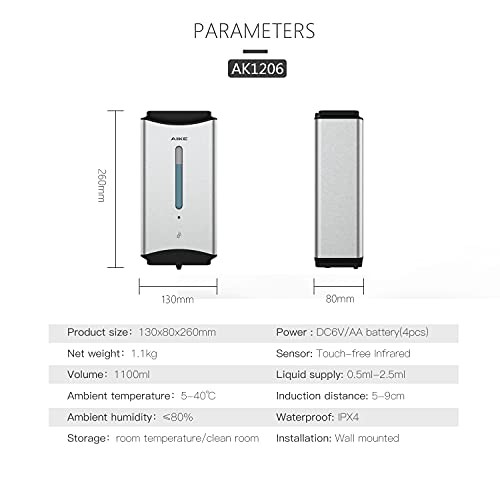 PARAMETERS
AK1206
AIKE
260mm
130mm
80mm
Product size: 130x80x260mm
Power : DC6V/AA battery(4pcs)
Net weight: 1.1kg
Sensor: Touch-free Infrared
Volume: 1100ml
Liquid supply: 0.5ml-2.5ml
Ambient temperature: 5-40℃
Induction distance: 5-9cm
Ambient humidity: ≤80%
Waterproof: IPX4
Storage: room temperature/clean room
Installation: Wall mounted